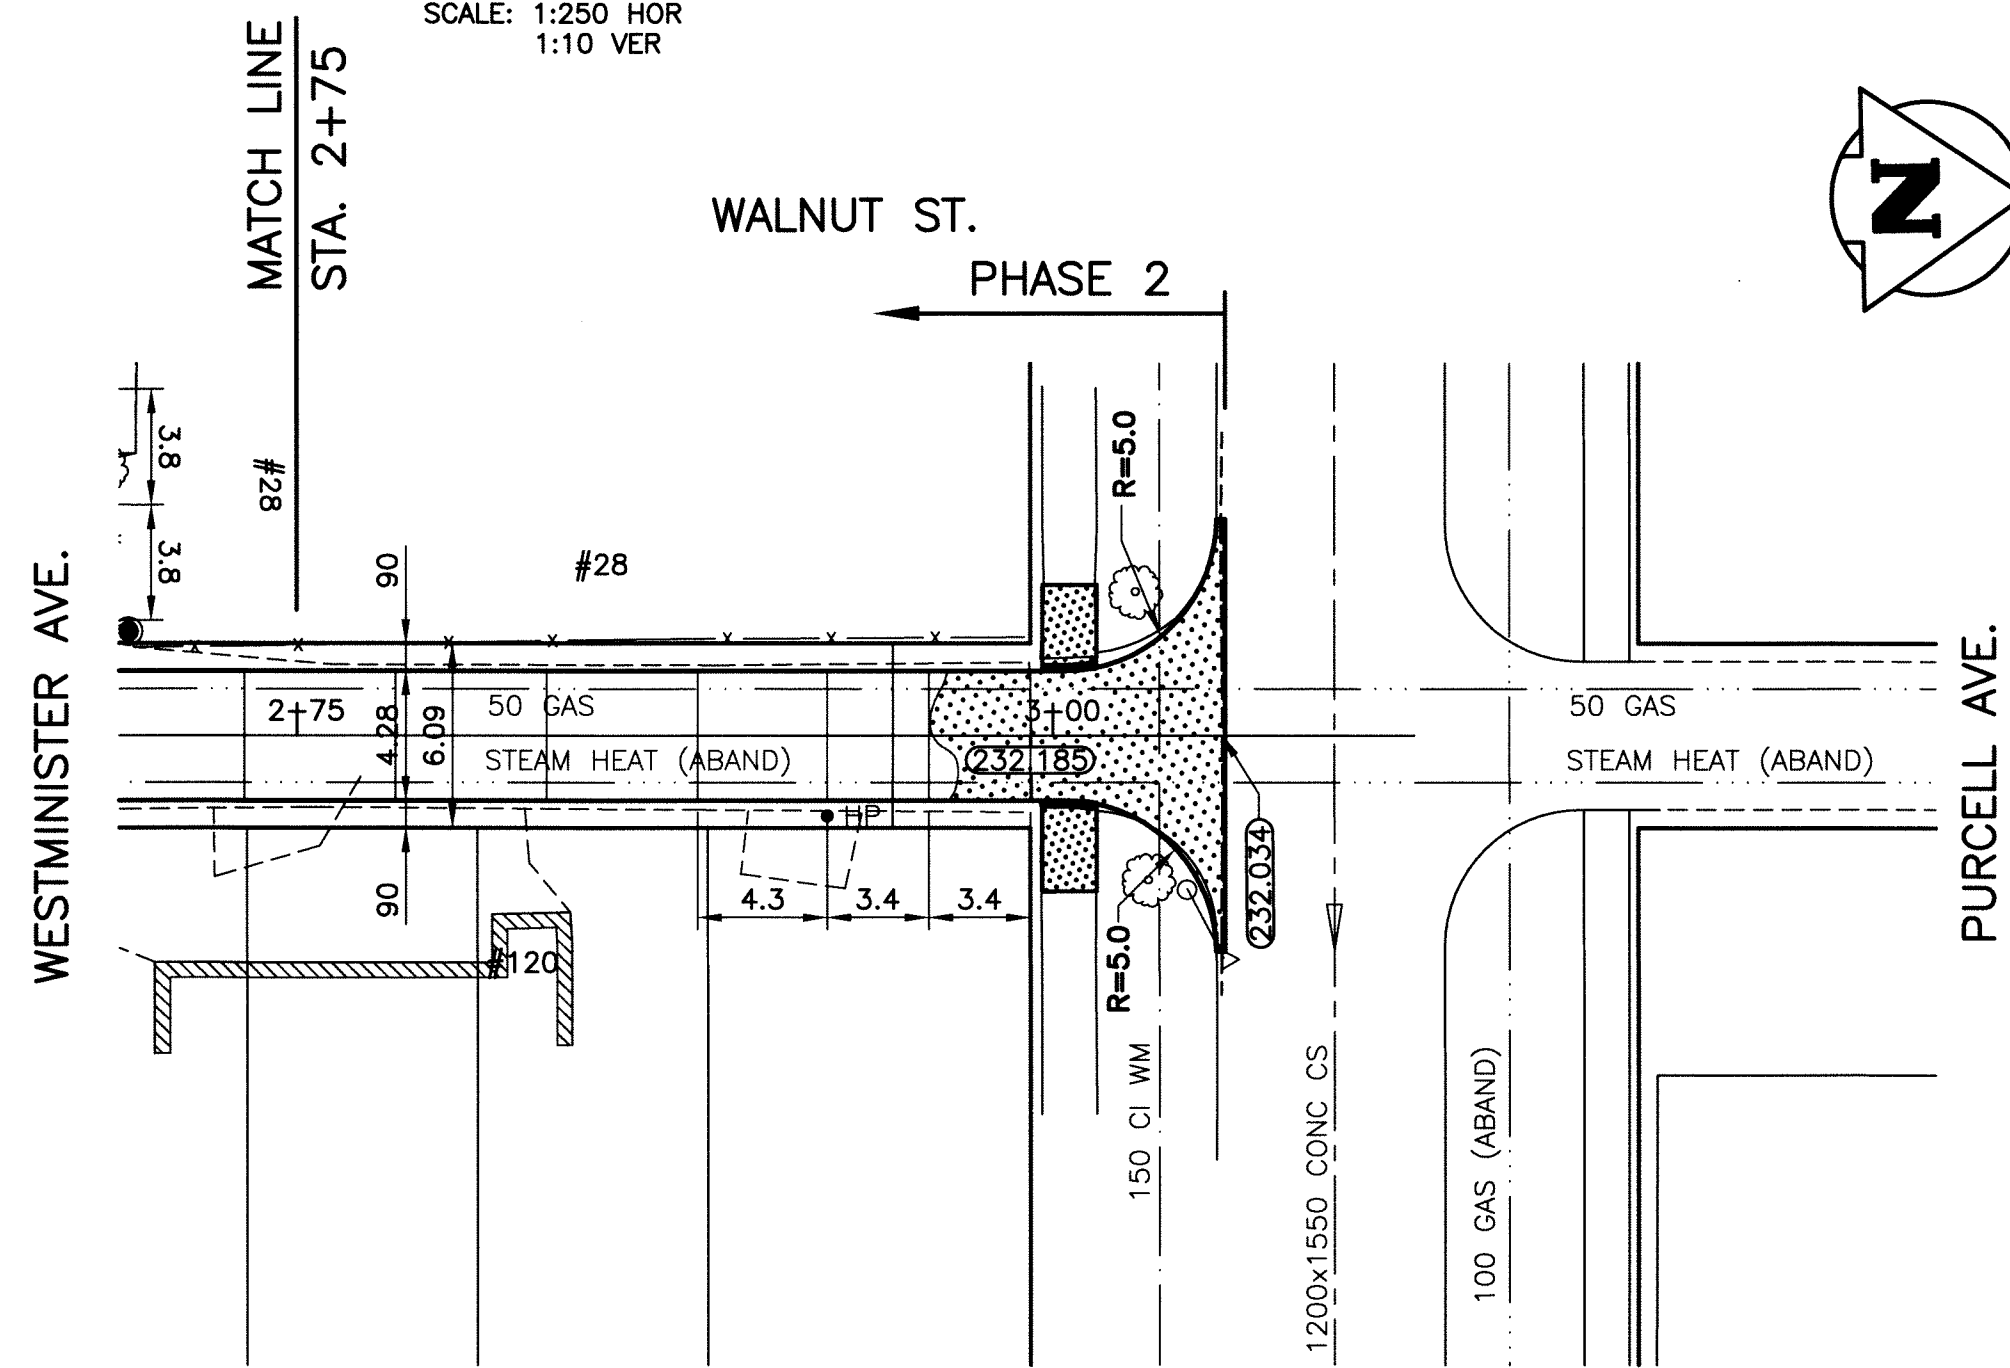 SCALE: 1:250 HOR
1:10 VER
MATCH LINE
STA. 2+75
WALNUT ST.
PHASE 2
N
3.8
3.8
#28
#28
90
R=5.0
WESTMINISTER AVE.
PURCELL AVE.
2+75
4.28
6.09
50 GAS
STEAM HEAT (ABAND)
3+00
232.185
50 GAS
STEAM HEAT (ABAND)
HP
232.034
90
4.3
3.4
3.4
#120
R=5.0
150 CI WM
1200x1550 CONC CS
100 GAS (ABAND)